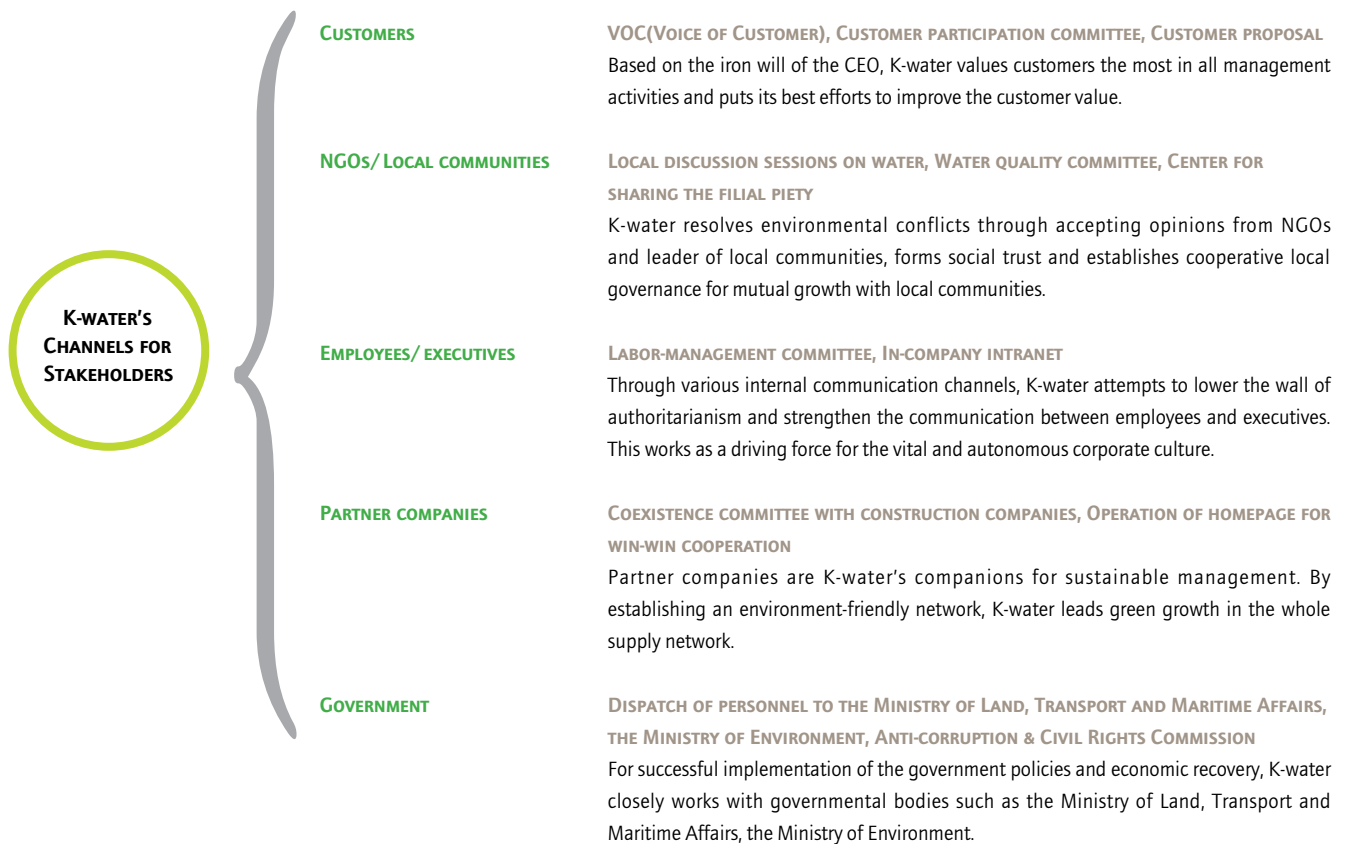 K-WATER'S
CHANNELS FOR
STAKEHOLDERS
CUSTOMERS
VOC(VOICE OF CUSTOMER), CUSTOMER PARTICIPATION COMMITTEE, CUSTOMER PROPOSAL
Based on the iron will of the CEO, K-water values customers the most in all management
activities and puts its best efforts to improve the customer value.
NGOS/ LOCAL COMMUNITIES
LOCAL DISCUSSION SESSIONS ON WATER, WATER QUALITY COMMITTEE, CENTER FOR
SHARING THE FILIAL PIETY
K-water resolves environmental conflicts through accepting opinions from NGOs
and leader of local communities, forms social trust and establishes cooperative local
governance for mutual growth with local communities.
EMPLOYEES/ EXECUTIVES
LABOR-MANAGEMENT COMMITTEE, IN-COMPANY INTRANET
Through various internal communication channels, K-water attempts to lower the wall of
authoritarianism and strengthen the communication between employees and executives.
This works as a driving force for the vital and autonomous corporate culture.
PARTNER COMPANIES
COEXISTENCE COMMITTEE WITH CONSTRUCTION COMPANIES, OPERATION OF HOMEPAGE FOR
WIN-WIN COOPERATION
Partner companies are K-water's companions for sustainable management. By
establishing an environment-friendly network, K-water leads green growth in the whole
supply network.
GOVERNMENT
DISPATCH OF PERSONNEL TO THE MINISTRY OF LAND, TRANSPORT AND MARITIME AFFAIRS,
THE MINISTRY OF ENVIRONMENT, ANTI-CORRUPTION & CIVIL RIGHTS COMMISSION
For successful implementation of the government policies and economic recovery, K-water
closely works with governmental bodies such as the Ministry of Land, Transport and
Maritime Affairs, the Ministry of Environment.